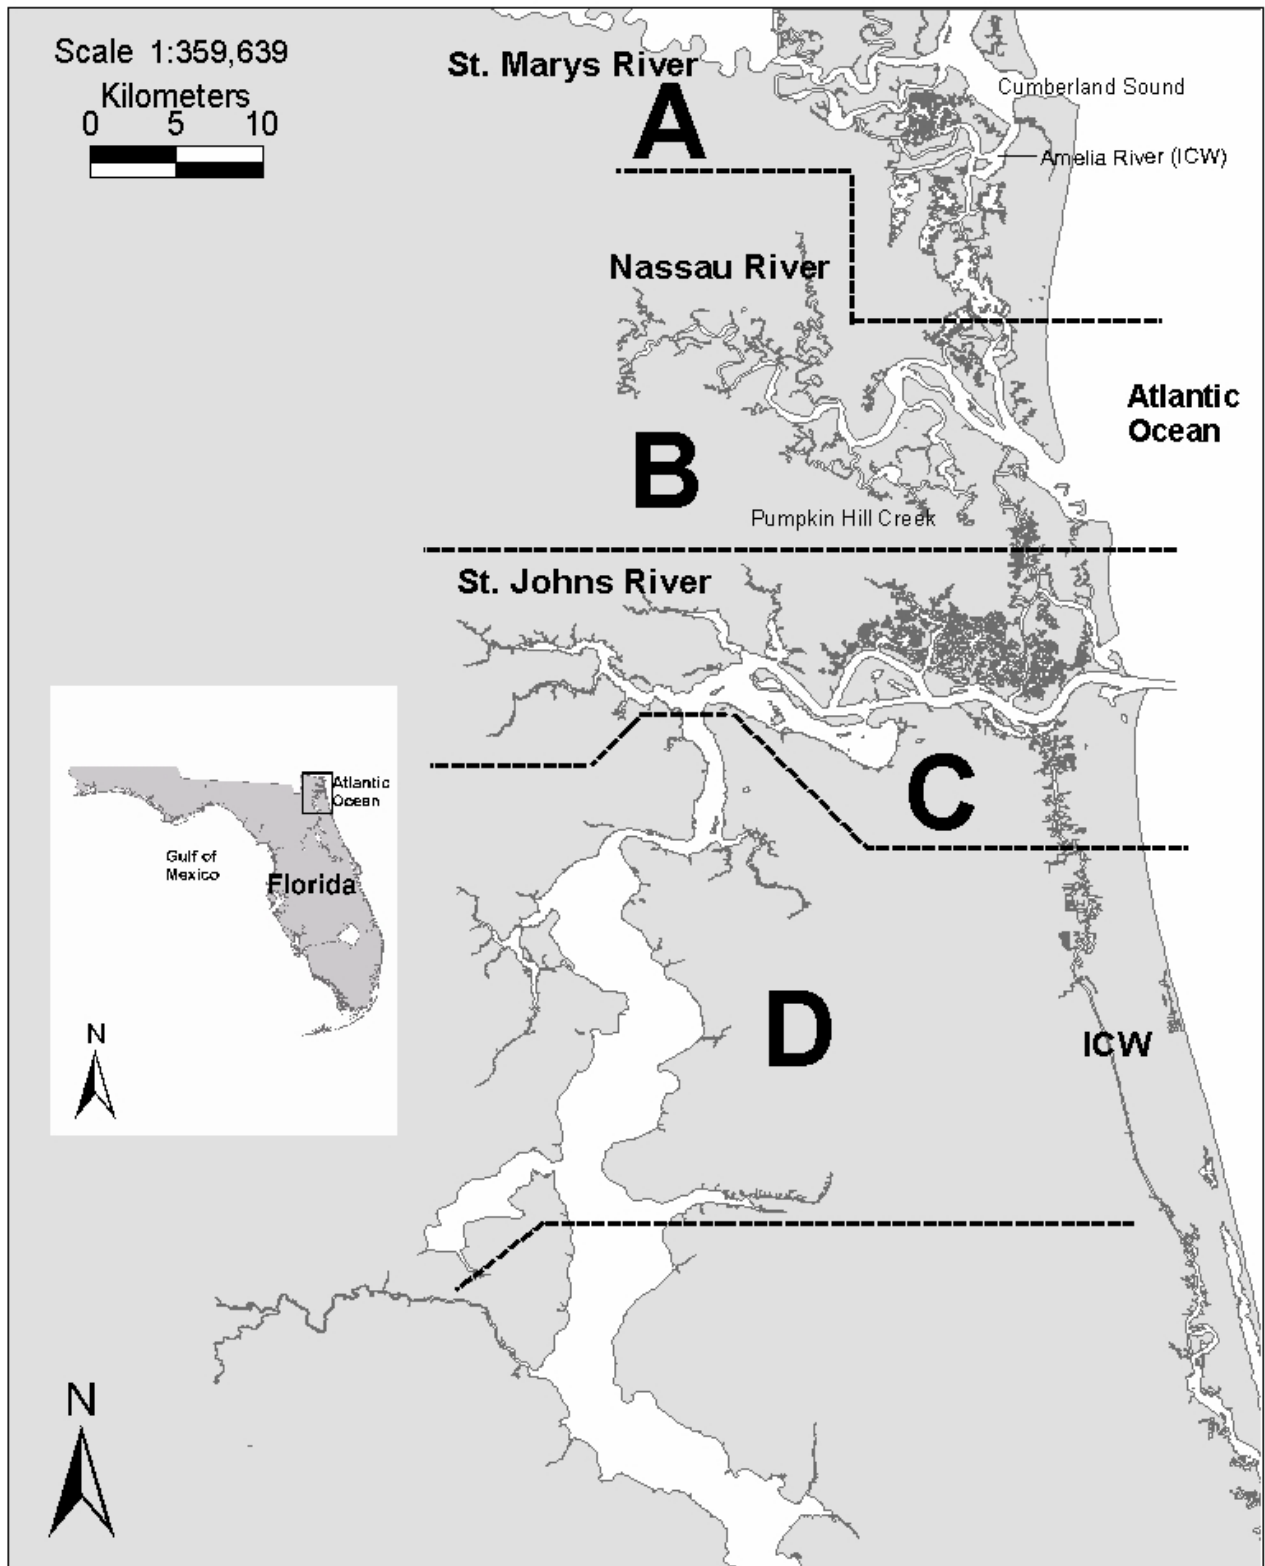 Scale 1:359,639
Kilometers
0 5 10
St. Marys River
A
Cumberland Sound
Amelia River (ICW)
Nassau River
Atlantic
Ocean
B
Pumpkin Hill Creek
St. Johns River
C
Atlantic
Ocean
Gulf of
Mexico
Florida
N
D
ICW
N